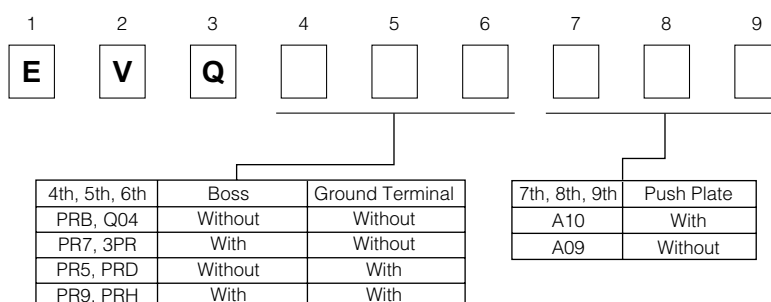 1 2 3 4 5 6 7 8 9
E V Q
4th, 5th, 6th Boss Ground Terminal
PRB, Q04 Without Without
PR7, 3PR With Without
PR5, PRD Without With
PR9, PRH With With
7th, 8th, 9th Push Plate
A10 With
A09 Without